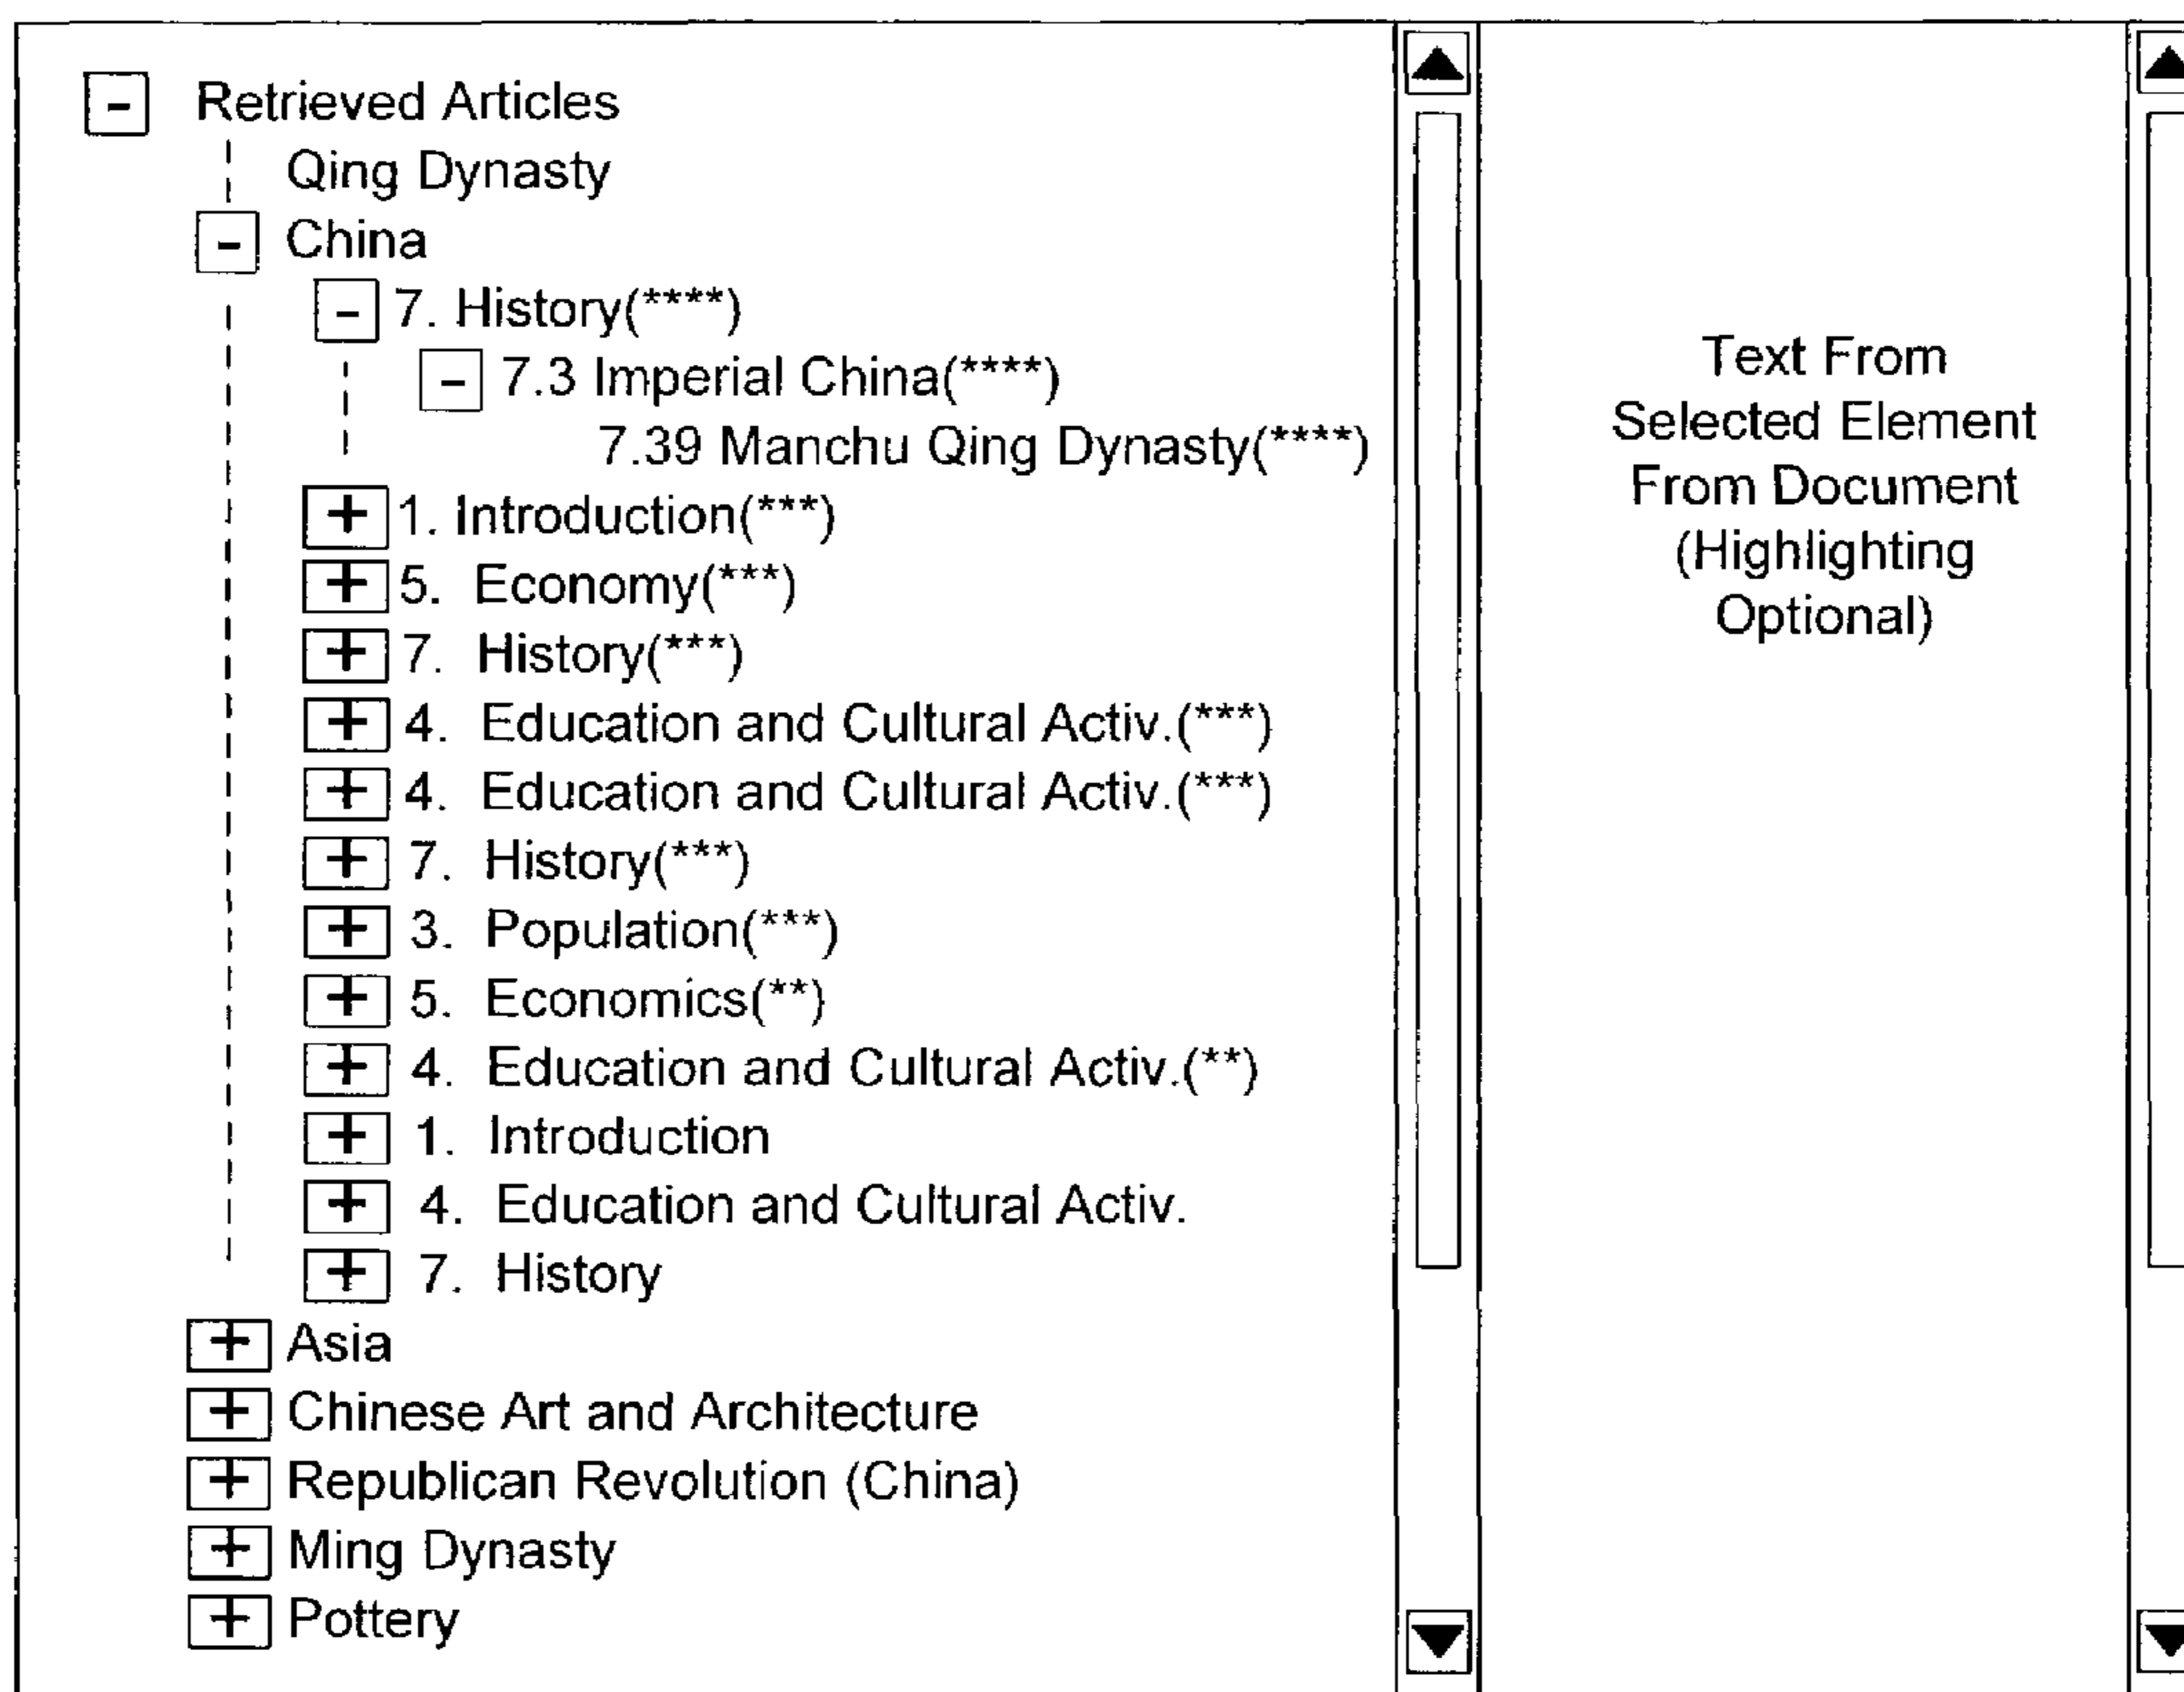 - Retrieved Articles
Qing Dynasty
- China
- 7. History(****)
- 7.3 Imperial China(****)
7.39 Manchu Qing Dynasty(****)
+ 1. Introduction(***)
+ 5. Economy(***)
+ 7. History(***)
+ 4. Education and Cultural Activ.(***)
+ 4. Education and Cultural Activ.(***)
+ 7. History(***)
+ 3. Population(***)
+ 5. Economics(**)
+ 4. Education and Cultural Activ.(**)
+ 1. Introduction
+ 4. Education and Cultural Activ.
+ 7. History
+ Asia
+ Chinese Art and Architecture
+ Republican Revolution (China)
+ Ming Dynasty
+ Pottery
Text From
Selected Element
From Document
(Highlighting
Optional)